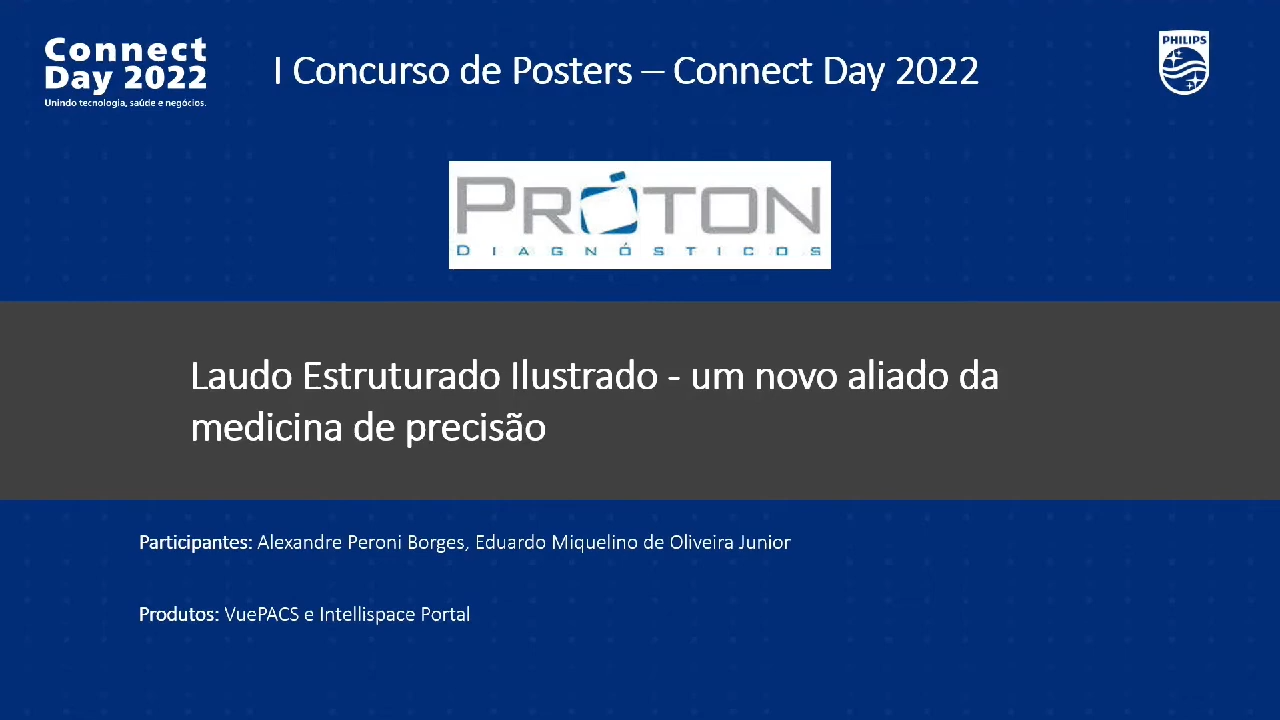 Connect
Day 2022
Unindo tecnologia, saúde e negócios.
I Concurso de Posters – Connect Day 2022
PHILIPS
PRÓTON
DIAGNÓSTICOS
Laudo Estruturado Ilustrado - um novo aliado da
medicina de precisão
Participantes: Alexandre Peroni Borges, Eduardo Miquelino de Oliveira Junior
Produtos: VuePACS e Intellispace Portal